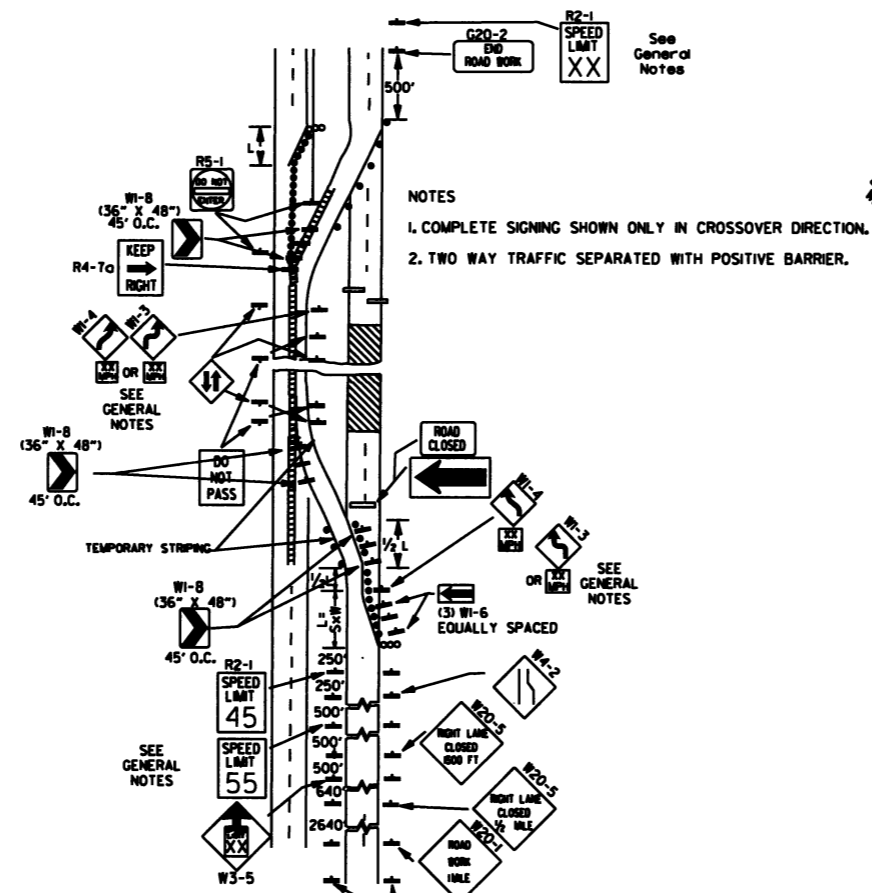 R2-1
SPEED
LIMIT
XX
See
General
Notes
G20-2
END
ROAD WORK
500'
L
R5-1
DO NOT
ENTER
W1-8
(36" X 48")
45' O.C.
KEEP
RIGHT
R4-7a
NOTES
1. COMPLETE SIGNING SHOWN ONLY IN CROSSOVER DIRECTION.
2. TWO WAY TRAFFIC SEPARATED WITH POSITIVE BARRIER.
W1-4
W1-3
XX
MPH
OR
XX
MPH
SEE
GENERAL
NOTES
W1-8
(36" X 48")
45' O.C.
DO
NOT
PASS
ROAD
CLOSED
W1-4
XX
MPH
W1-3
OR
XX
MPH
SEE
GENERAL
NOTES
TEMPORARY STRIPING
½ L
½ L
L=
SxW
(3) W1-6
EQUALLY SPACED
W1-8
(36" X 48")
45' O.C.
R2-1
SPEED
LIMIT
45
250'
250'
500'
500'
500'
640'
2640'
W4-2
W20-5
RIGHT LANE
CLOSED
1500 FT
SEE
GENERAL
NOTES
SPEED
LIMIT
55
W20-5
RIGHT LANE
CLOSED
½ MILE
XX
W3-5
W20-1
ROAD
WORK
1 MILE